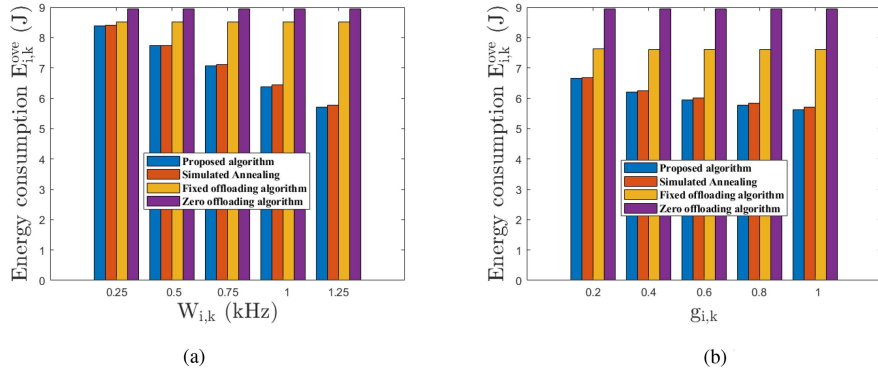 Energy consumption E_{i,k}^{ove} (J)
9
8
7
6
5
4
3
2
1
0
Proposed algorithm
Simulated Annealing
Fixed offloading algorithm
Zero offloading algorithm
0.25 0.5 0.75 1 1.25
W_{i,k} (kHz)
(a)
Energy consumption E_{i,k}^{ove} (J)
9
8
7
6
5
4
3
2
1
0
Proposed algorithm
Simulated Annealing
Fixed offloading algorithm
Zero offloading algorithm
0.2 0.4 0.6 0.8 1
g_{i,k}
(b)